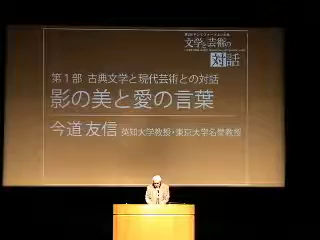 文学と芸術の
対話
第1部 古典文学と現代芸術との対話
影の美と愛の言葉
今道 友信 英知大学教授・東京大学名誉教授